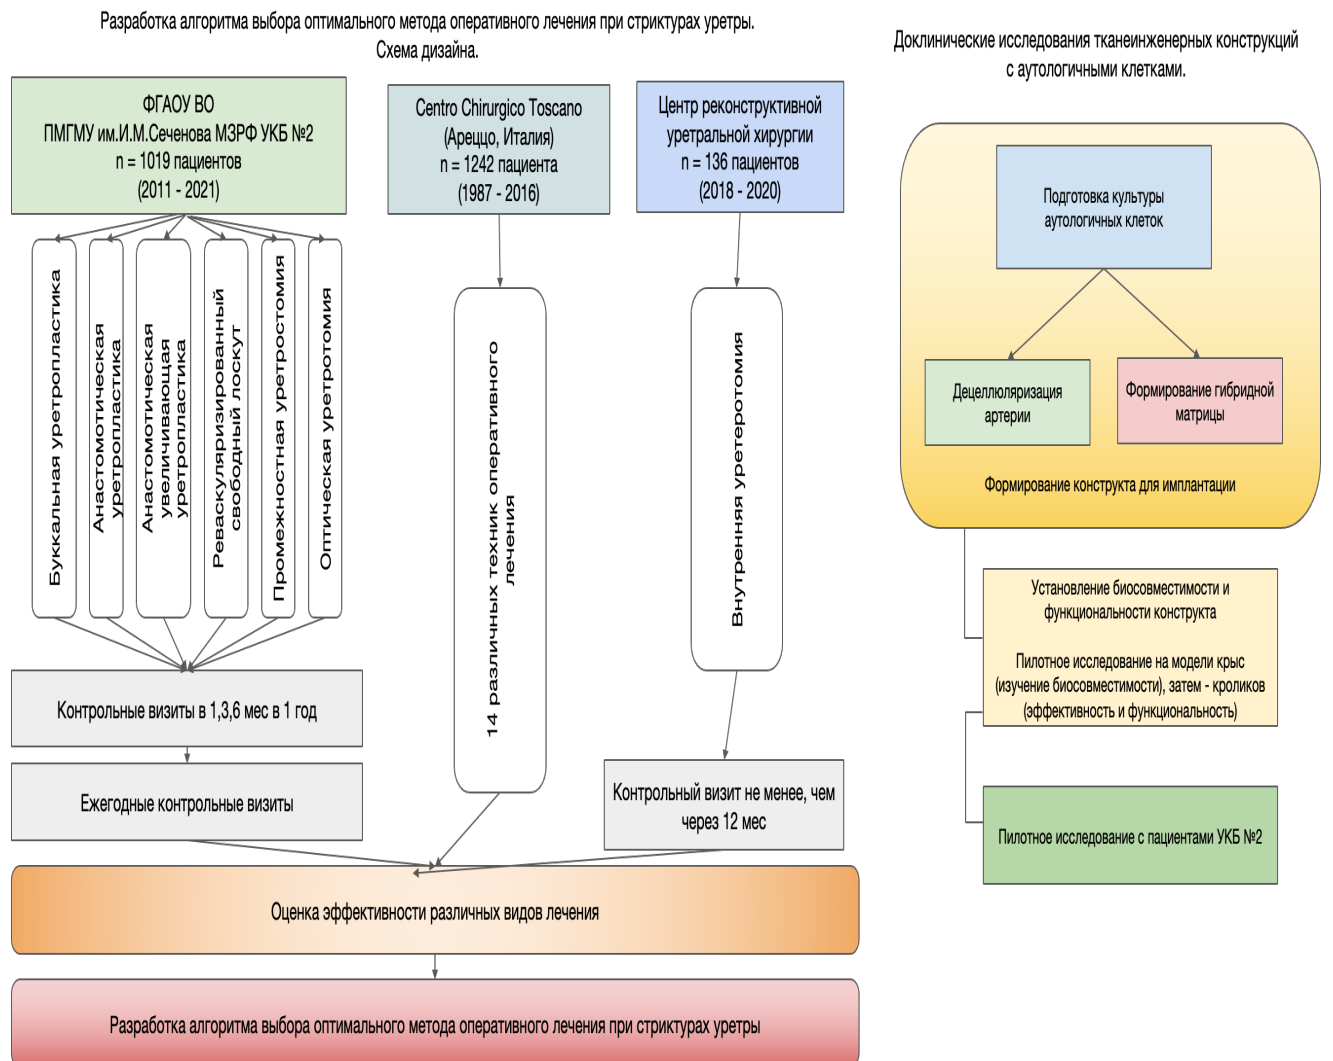 Разработка алгоритма выбора оптимального метода оперативного лечения при стриктурах уретры.
Схема дизайна.
ФГАОУ ВО
ПМГМУ им.И.М.Сеченова МЗРФ УКБ №2
n = 1019 пациентов
(2011 - 2021)
Centro Chirurgico Toscano
(Ареццо, Италия)
n = 1242 пациента
(1987 - 2016)
Центр реконструктивной
уретральной хирургии
n = 136 пациентов
(2018 - 2020)
Буккальная уретропластика
Анастомотическая
уретропластика
Анастомотическая
увеличивающая
уретропластика
Реваскуляризированный
свободный лоскут
Промежностная уретростомия
Оптическая уретротомия
14 различных техник оперативного
лечения
Внутренняя уретеротомия
Контрольные визиты в 1,3,6 мес в 1 год
Ежегодные контрольные визиты
Контрольный визит не менее, чем
через 12 мес
Оценка эффективности различных видов лечения
Разработка алгоритма выбора оптимального метода оперативного лечения при стриктурах уретры
Доклинические исследования тканеинженерных конструкций
с аутологичными клетками.
Подготовка культуры
аутологичных клеток
Децеллюляризация
артерии
Формирование гибридной
матрицы
Формирование конструкта для имплантации
Установление биосовместимости и
функциональности конструкта
Пилотное исследование на модели крыс
(изучение биосовместимости), затем - кроликов
(эффективность и функциональность)
Пилотное исследование с пациентами УКБ №2